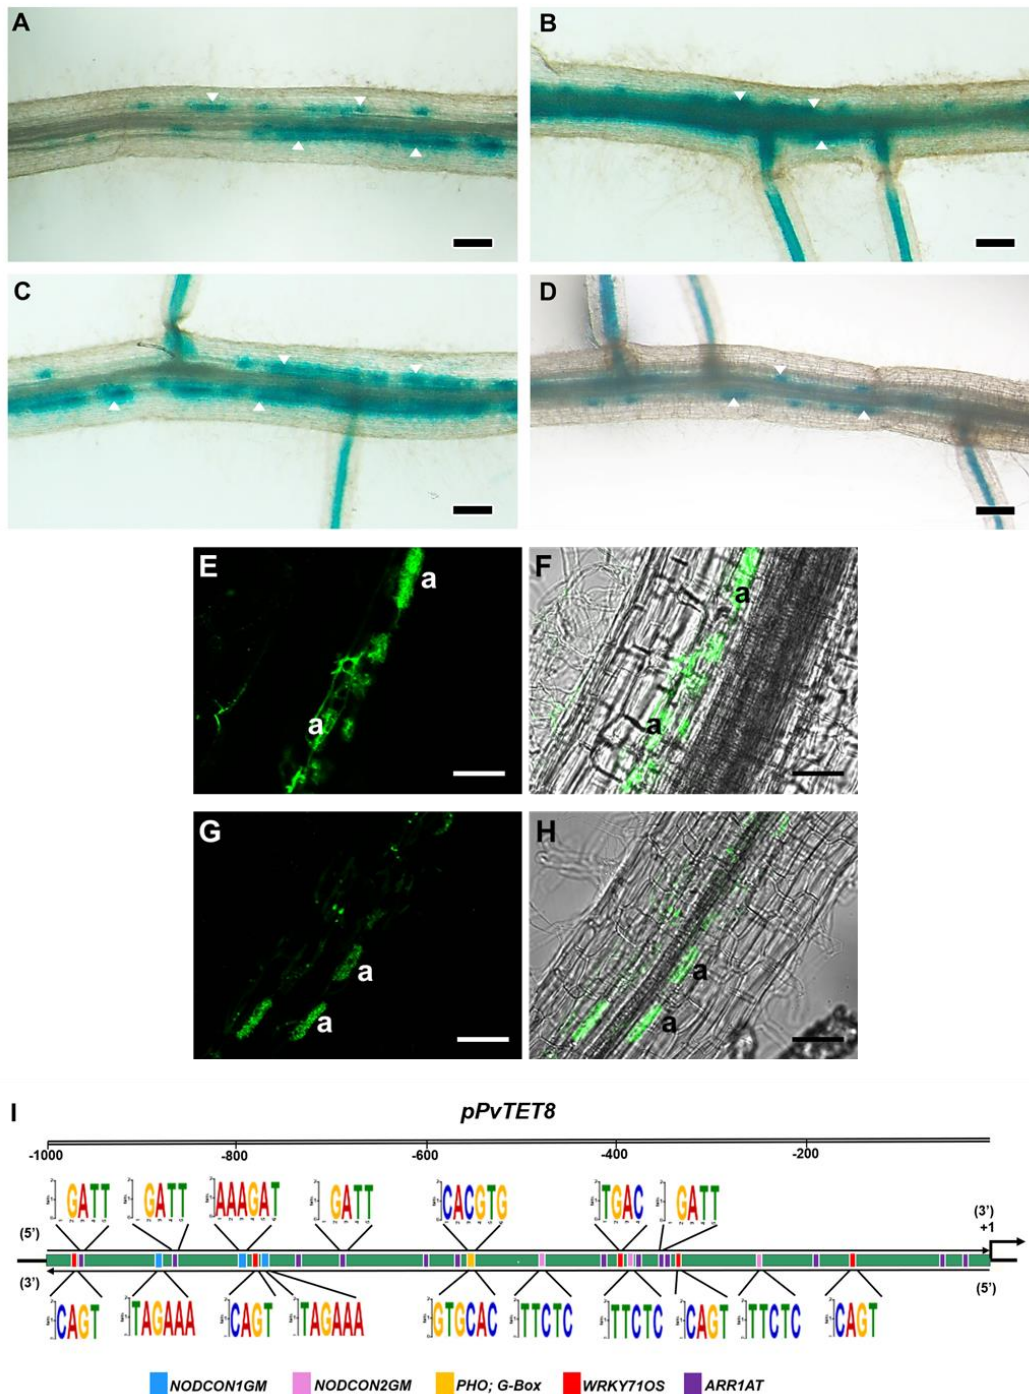 A
B
C
D
E
a
a
F
a
a
G
a
a
H
a
a
I
pPvTET8
-1000 -800 -600 -400 -200
GATT GATT AAAGAT GATT CACGTG TGAC GATT
(5') (3')
+1
(3') (5')
CAGT TAGAAA CAGT TAGAAA GTGCAC TTCTC TTCTC CAGT TTCTC CAGT
NODCON1GM NODCON2GM PHO; G-Box WRKY71OS ARR1AT